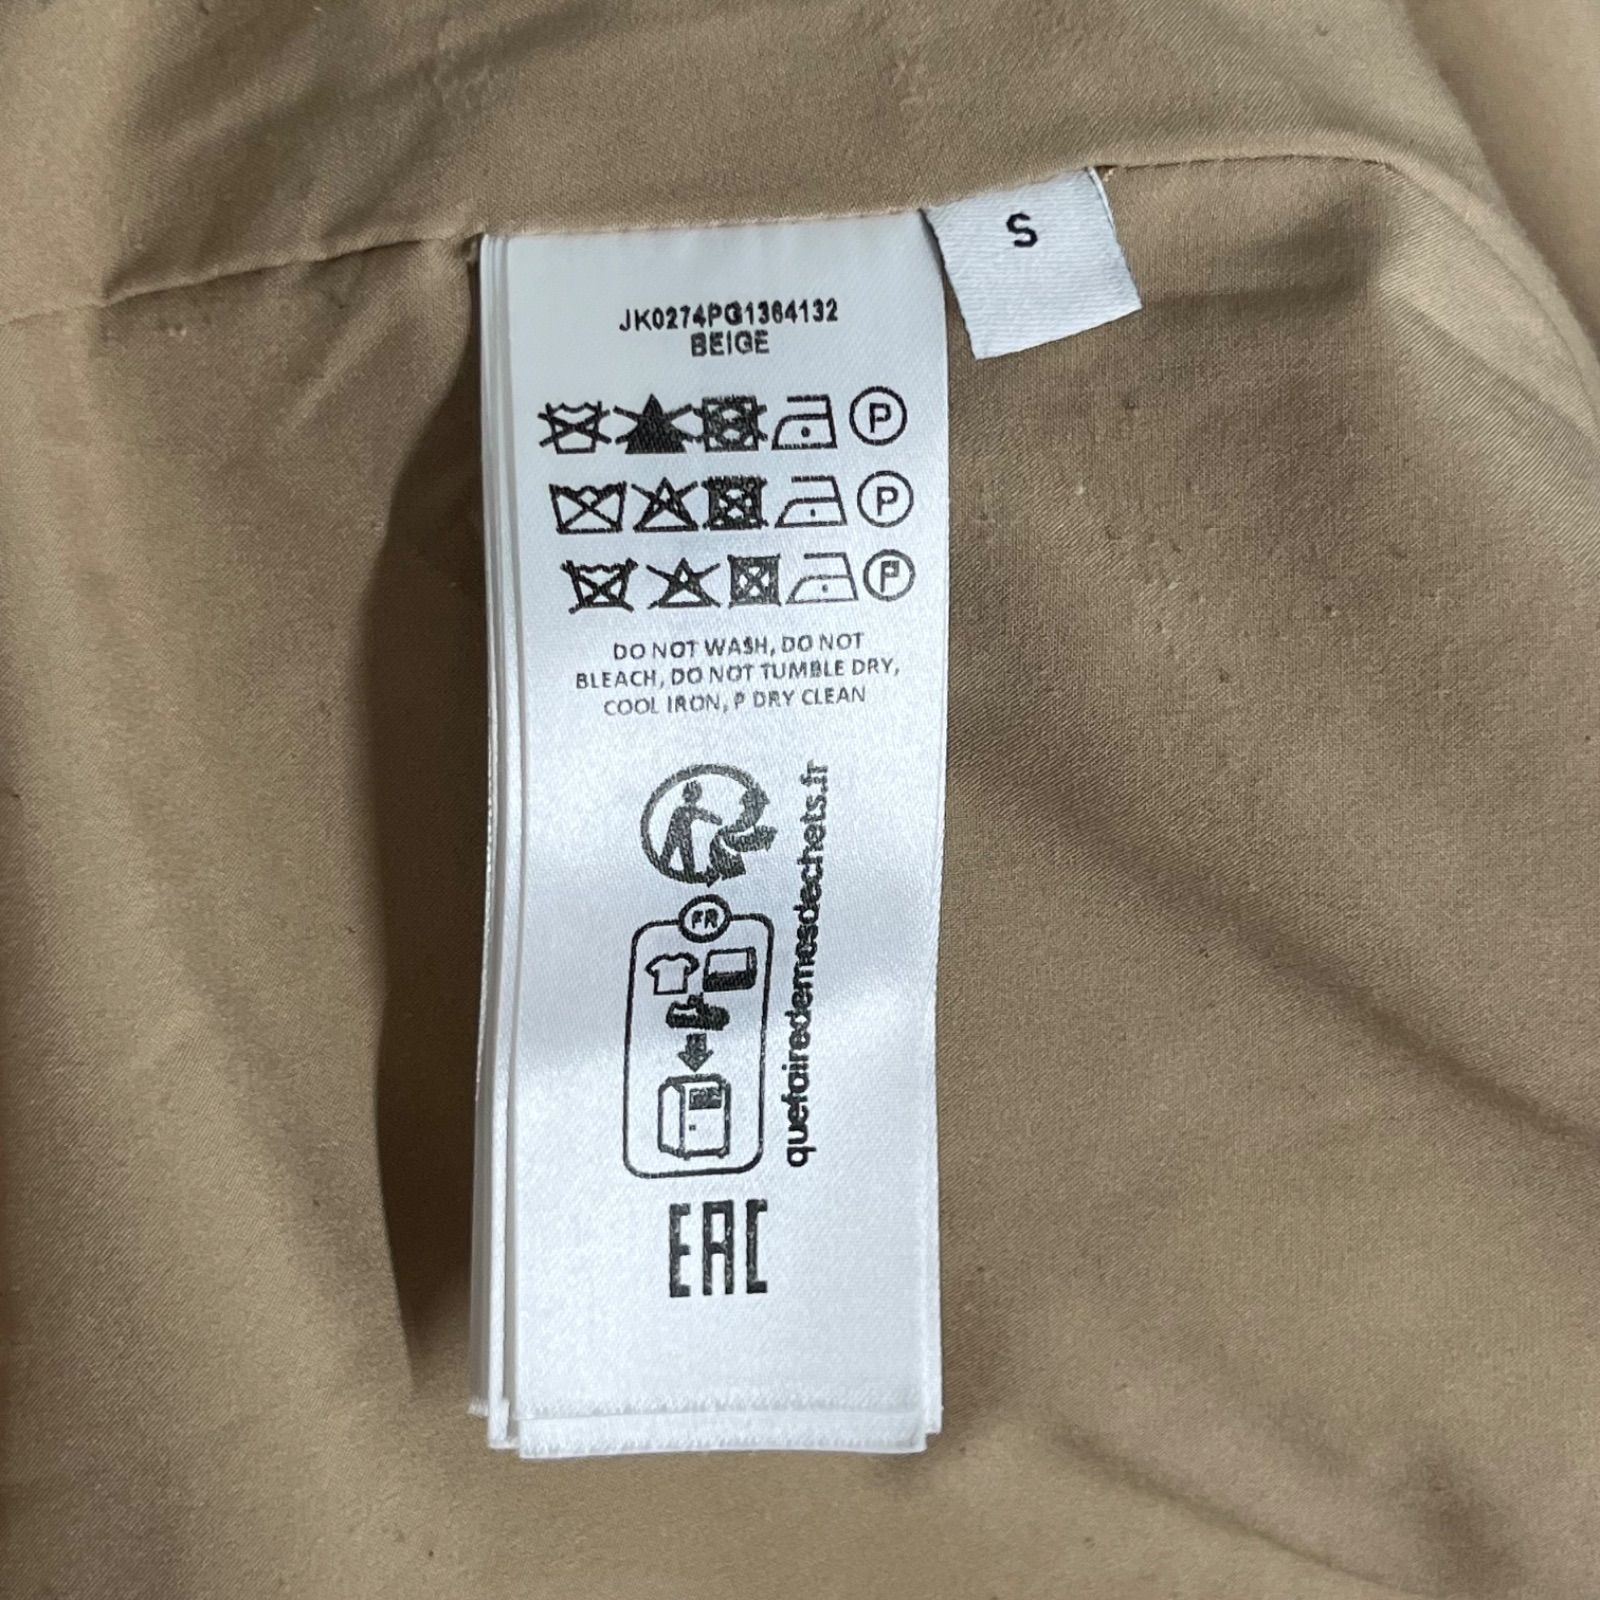 S
JK0274PG1364132
BEIGE
P
P
P
DO NOT WASH, DO NOT
BLEACH, DO NOT TUMBLE DRY,
COOL IRON, P DRY CLEAN
quefairedemesdechets.fr
FR
EAC